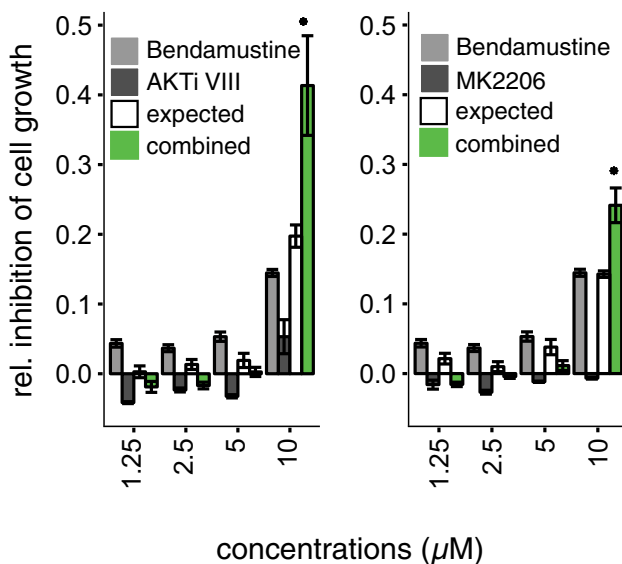 rel. inhibition of cell growth
0.5
0.4
0.3
0.2
0.1
0.0
Bendamustine
AKTi VIII
expected
combined
1.25
2.5
5
10
0.5
0.4
0.3
0.2
0.1
0.0
Bendamustine
MK2206
expected
combined
1.25
2.5
5
10
concentrations (µM)